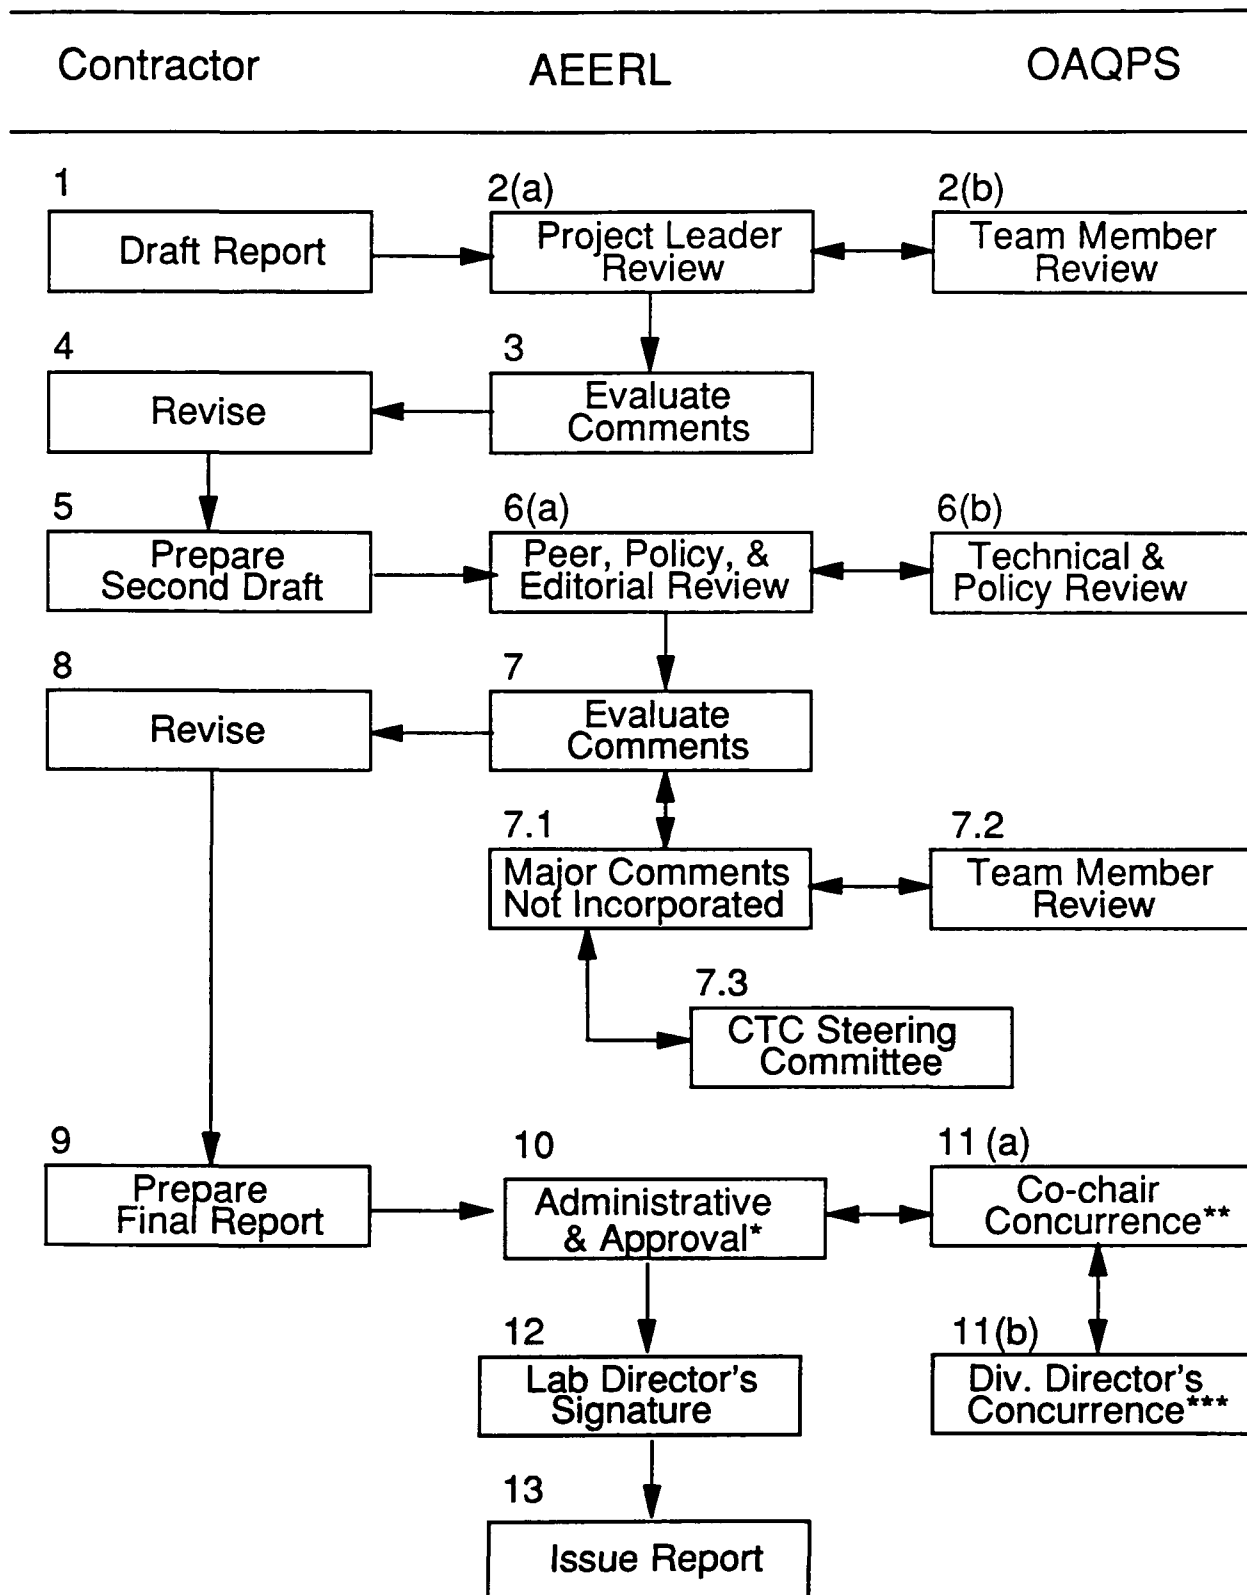 Contractor
AEERL
OAQPS
1
2(a)
2(b)
Draft Report
Project Leader
Review
Team Member
Review
4
3
Revise
Evaluate
Comments
5
6(a)
6(b)
Prepare
Second Draft
Peer, Policy, &
Editorial Review
Technical &
Policy Review
8
7
Revise
Evaluate
Comments
7.1
7.2
Major Comments
Not Incorporated
Team Member
Review
7.3
CTC Steering
Committee
9
10
11 (a)
Prepare
Final Report
Administrative
& Approval*
Co-chair
Concurrence**
12
11(b)
Lab Director's
Signature
Div. Director's
Concurrence***
13
Issue Report